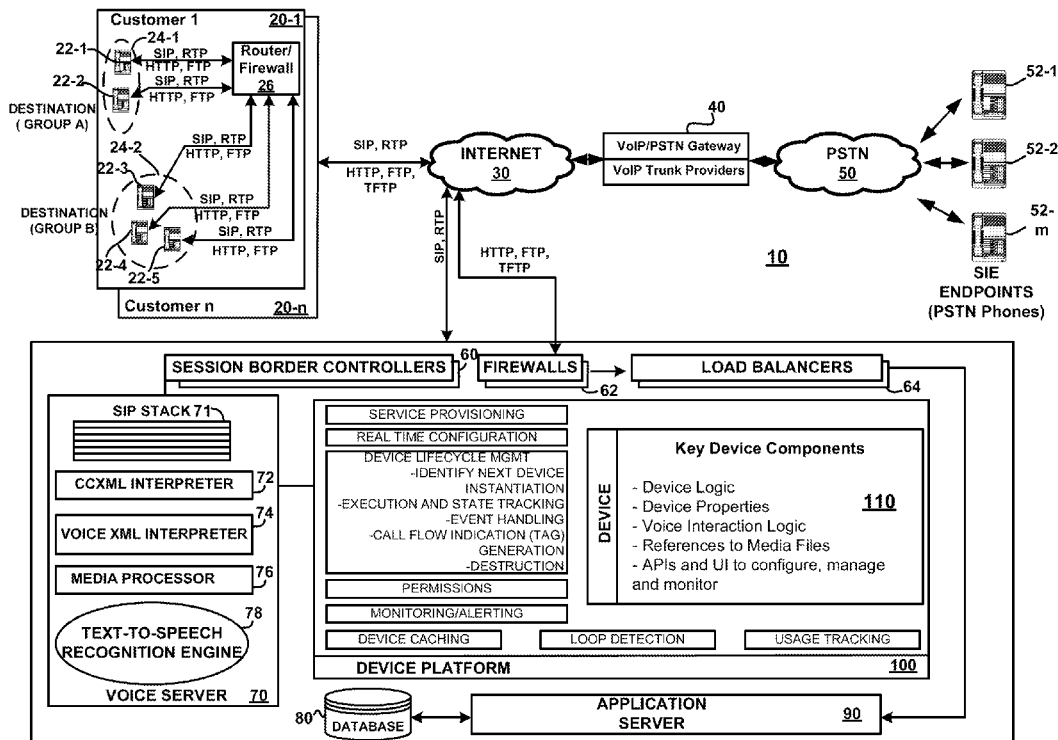 Customer 1
20-1
24-1
22-1
SIP, RTP
HTTP, FTP
Router/
Firewall
26
22-2
SIP, RTP
HTTP, FTP
DESTINATION
( GROUP A)
24-2
22-3
SIP, RTP
HTTP, FTP
DESTINATION
(GROUP B)
SIP, RTP
HTTP, FTP
22-4
SIP, RTP
HTTP, FTP
22-5
Customer n
20-n
SIP, RTP
HTTP, FTP,
TFTP
INTERNET
30
40
VoIP/PSTN Gateway
VoIP Trunk Providers
PSTN
50
52-1
52-2
52-
m
SIE
ENDPOINTS
(PSTN Phones)
10
SIP, RTP
HTTP, FTP,
TFTP
SESSION BORDER CONTROLLERS
60
FIREWALLS
62
LOAD BALANCERS
64
SIP STACK 71
CCXML INTERPRETER
72
VOICE XML INTERPRETER
74
MEDIA PROCESSOR
76
78
TEXT-TO-SPEECH
RECOGNITION ENGINE
VOICE SERVER
70
SERVICE PROVISIONING
REAL TIME CONFIGURATION
DEVICE LIFECYCLE MGMT
-IDENTIFY NEXT DEVICE
INSTANTIATION
-EXECUTION AND STATE TRACKING
-EVENT HANDLING
-CALL FLOW INDICATION (TAG)
GENERATION
-DESTRUCTION
PERMISSIONS
MONITORING/ALERTING
DEVICE CACHING
LOOP DETECTION
USAGE TRACKING
DEVICE
Key Device Components
- Device Logic
- Device Properties
- Voice Interaction Logic
- References to Media Files
- APIs and UI to configure, manage
and monitor
110
DEVICE PLATFORM
100
80
DATABASE
APPLICATION
SERVER
90